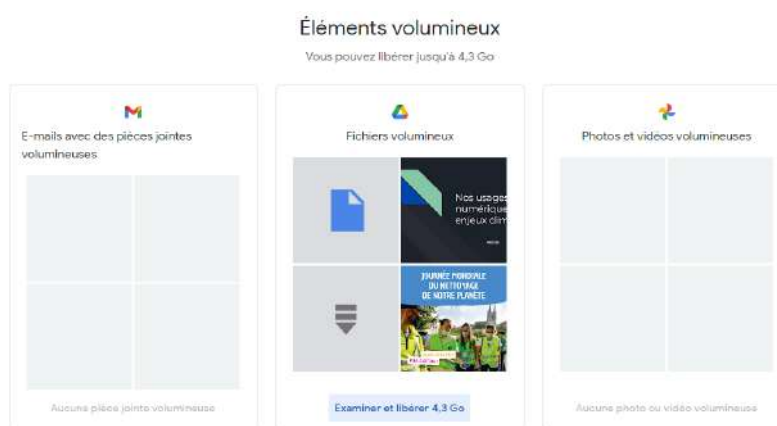 Éléments volumineux
Vous pouvez libérer jusqu'à 4,3 Go
E-mails avec des pièces jointes
volumineuses
Aucune pièce jointe volumineuse
Fichiers volumineux
Nos usages
numérique
enjeux clim
JOURNÉE MONDIALE
DU NETTOYAGE
DE NOTRE PLANÈTE
Examiner et libérer 4,3 Go
Photos et vidéos volumineuses
Aucune photo ou vidéo volumineuse